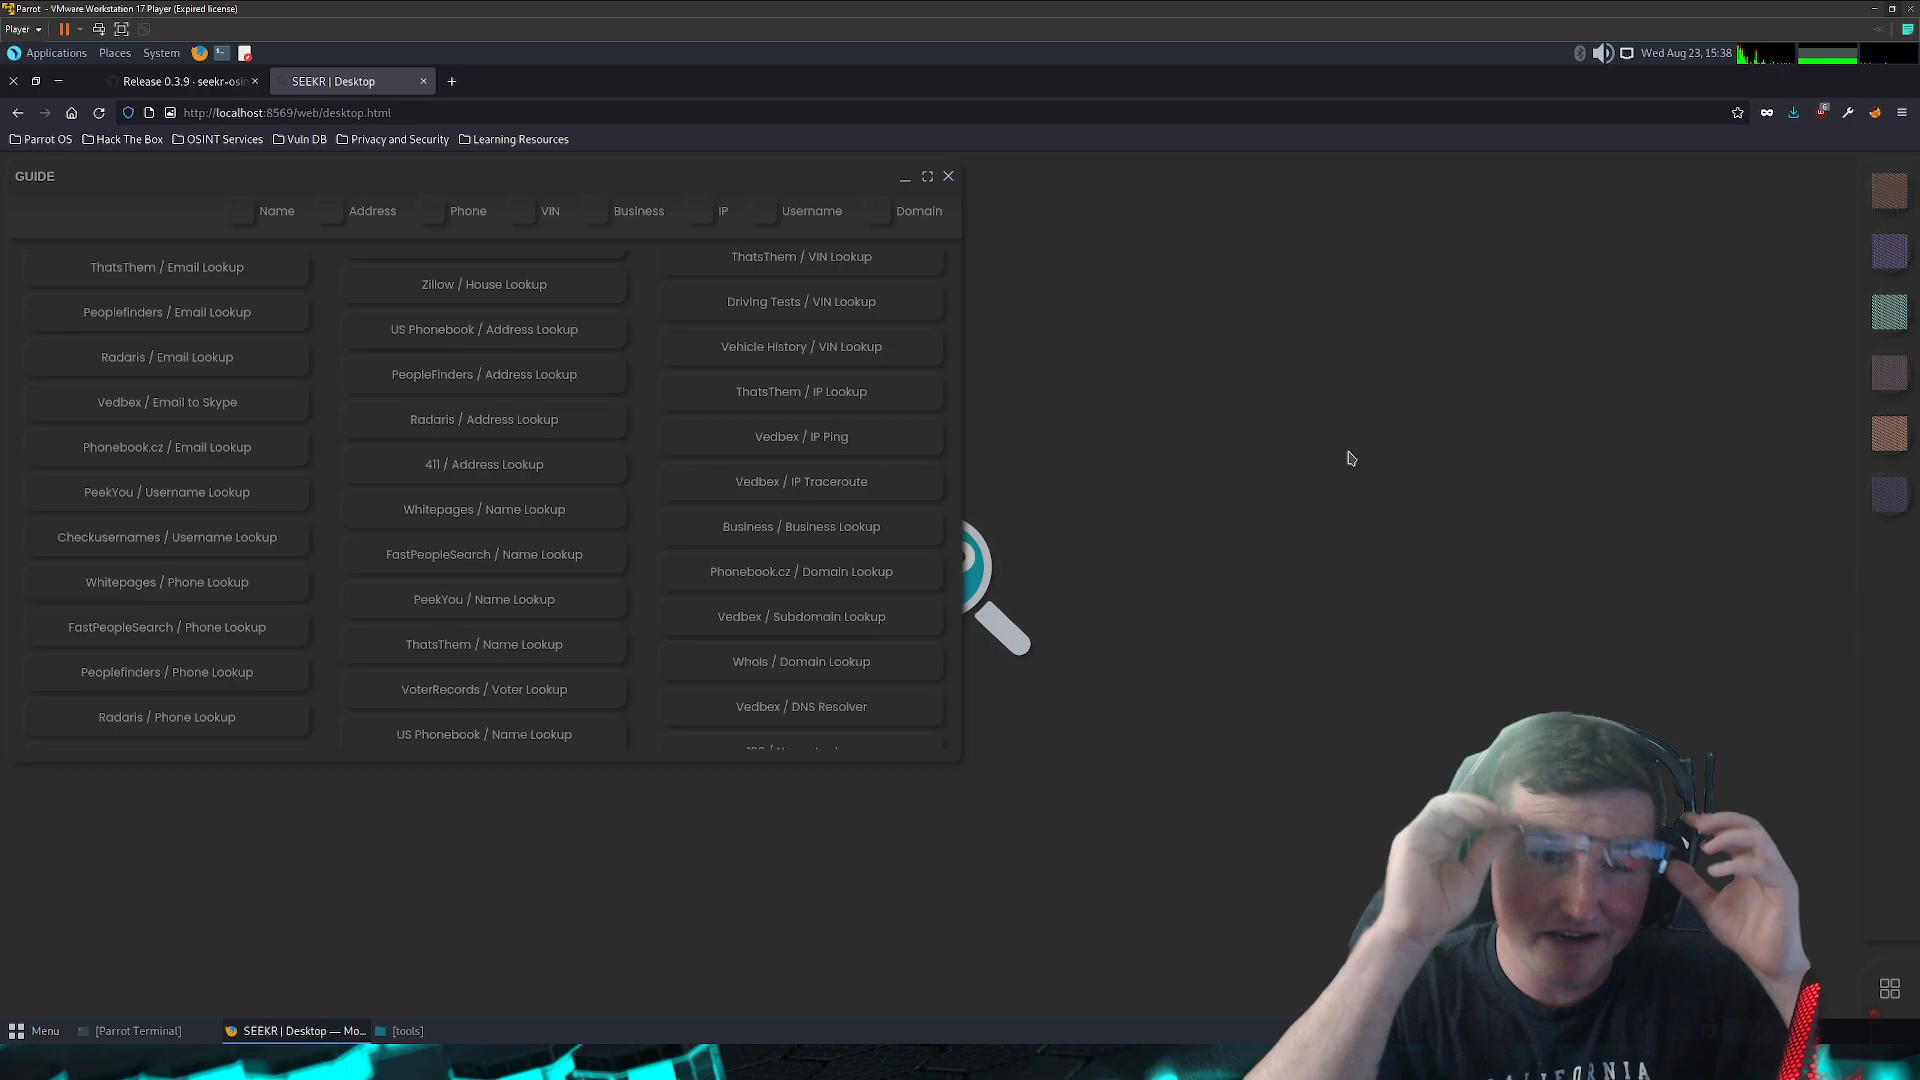 Parrot - VMware Workstation 17 Player (Expired license)
Player
Applications Places System
Wed Aug 23, 15:38
Release 0.3.9 · seekr-osin
SEEKR | Desktop
http://localhost:8569/web/desktop.html
6
Parrot OS Hack The Box OSINT Services Vuln DB Privacy and Security Learning Resources
GUIDE
Name Address Phone VIN Business IP Username Domain
ThatsThem / Email Lookup
Peoplefinders / Email Lookup
Radaris / Email Lookup
Vedbex / Email to Skype
Phonebook.cz / Email Lookup
PeekYou / Username Lookup
Checkusernames / Username Lookup
Whitepages / Phone Lookup
FastPeopleSearch / Phone Lookup
Peoplefinders / Phone Lookup
Radaris / Phone Lookup
Zillow / House Lookup
US Phonebook / Address Lookup
PeopleFinders / Address Lookup
Radaris / Address Lookup
411 / Address Lookup
Whitepages / Name Lookup
FastPeopleSearch / Name Lookup
PeekYou / Name Lookup
ThatsThem / Name Lookup
VoterRecords / Voter Lookup
US Phonebook / Name Lookup
ThatsThem / VIN Lookup
Driving Tests / VIN Lookup
Vehicle History / VIN Lookup
ThatsThem / IP Lookup
Vedbex / IP Ping
Vedbex / IP Traceroute
Business / Business Lookup
Phonebook.cz / Domain Lookup
Vedbex / Subdomain Lookup
WhoIs / Domain Lookup
Vedbex / DNS Resolver
Menu
[Parrot Terminal]
SEEKR | Desktop — Mo...
[tools]
CALIFORNIA